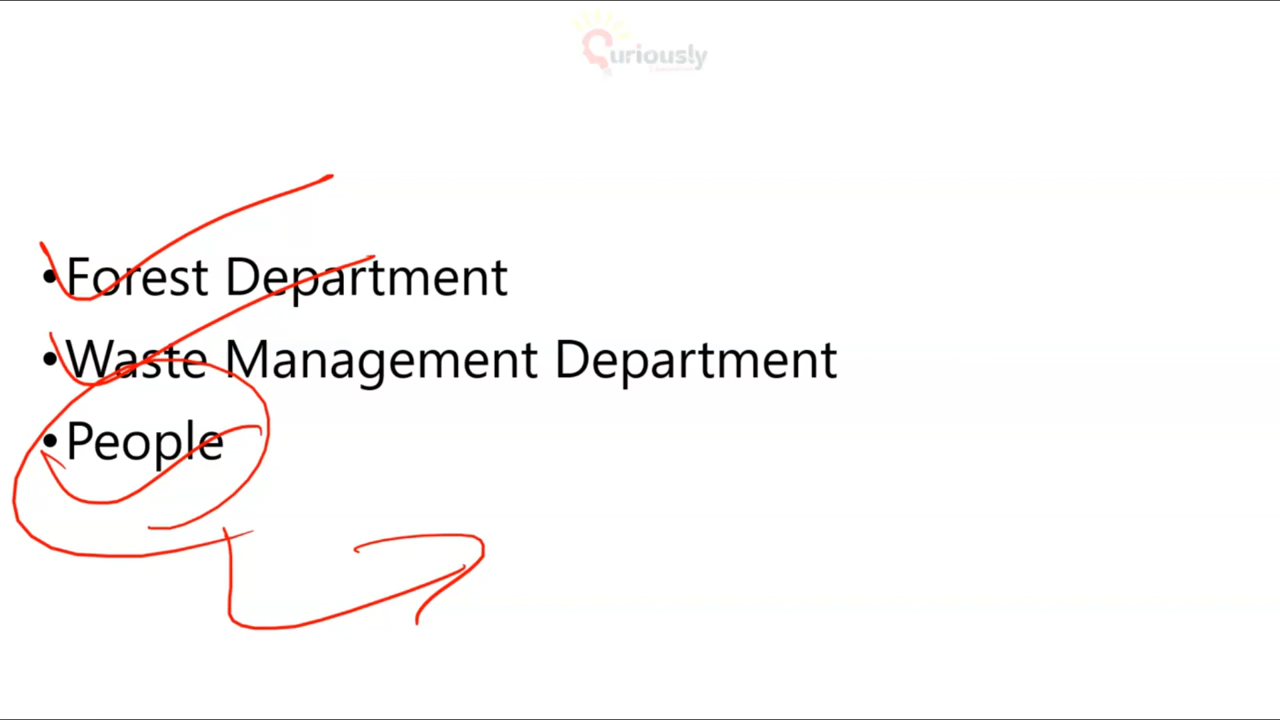 Curiously
• Forest Department
• Waste Management Department
• People